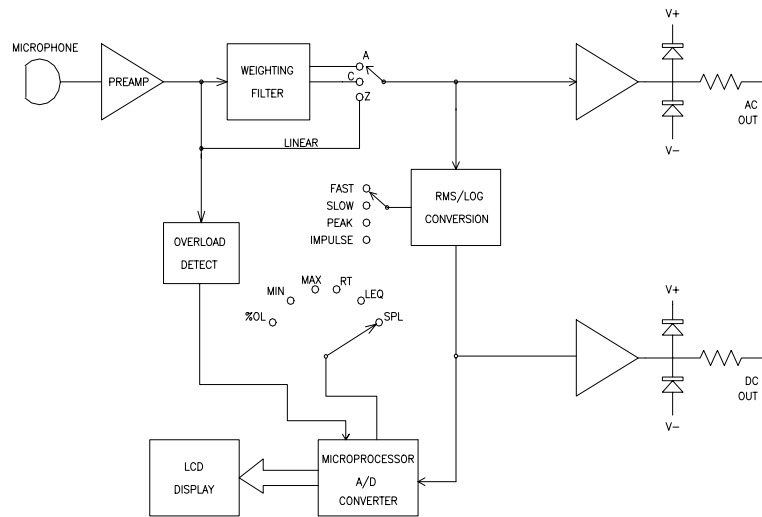 V+
MICROPHONE
PREAMP
WEIGHTING
FILTER
A
C
Z
LINEAR
AC
OUT
V-
FAST
SLOW
PEAK
IMPULSE
RMS/LOG
CONVERSION
OVERLOAD
DETECT
%OL
MIN
MAX
RT
LEQ
SPL
V+
DC
OUT
V-
LCD
DISPLAY
MICROPROCESSOR
A/D
CONVERTER